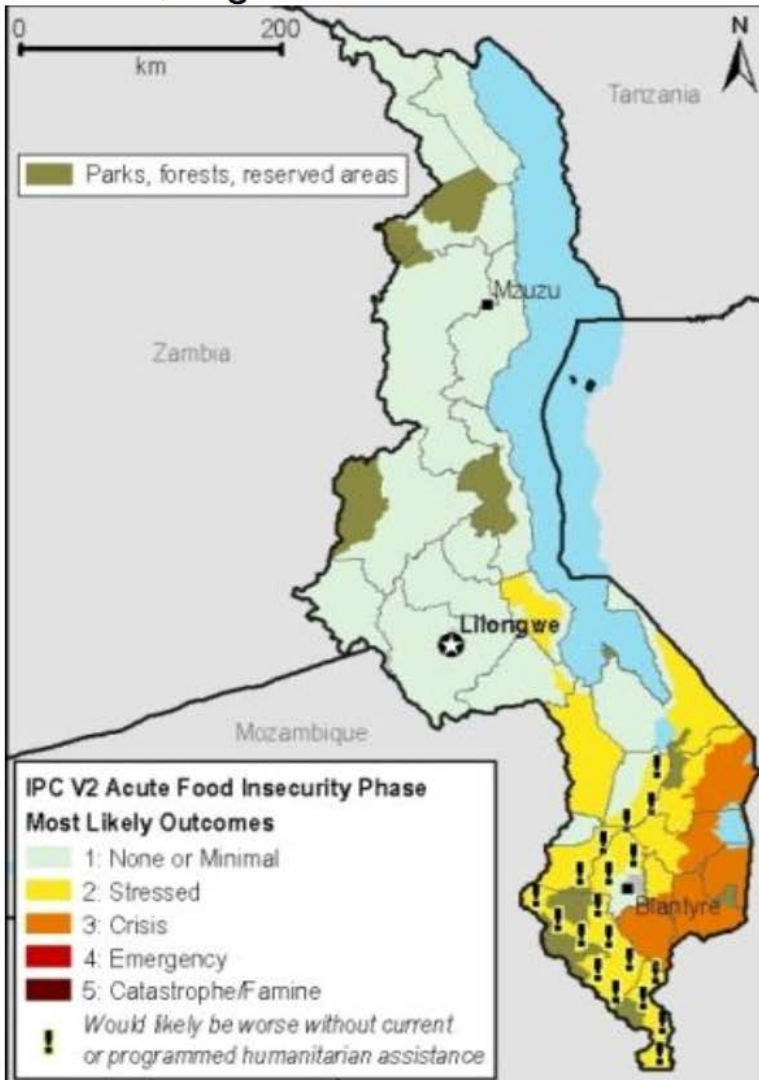 0 200
km
N
Tanzania
Parks, forests, reserved areas
Mzuzu
Zambia
Lilongwe
Mozambique
IPC V2 Acute Food Insecurity Phase
Most Likely Outcomes
1: None or Minimal
2: Stressed
3: Crisis
4: Emergency
5: Catastrophe/Famine
! Would likely be worse without current
or programmed humanitarian assistance
Blantyre